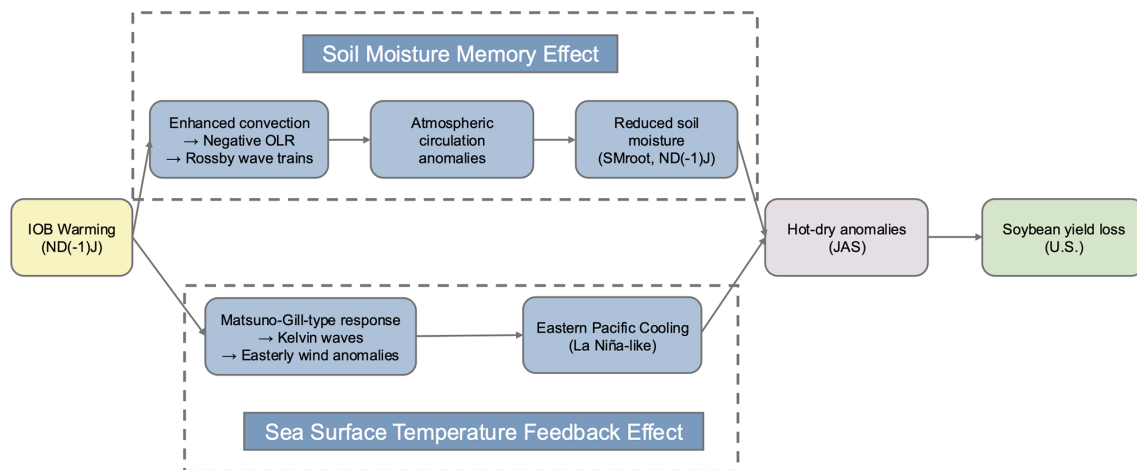 Soil Moisture Memory Effect
Enhanced convection
→ Negative OLR
→ Rossby wave trains
Atmospheric
circulation
anomalies
Reduced soil
moisture
(SMroot, ND(-1)J)
IOB Warming
(ND(-1)J)
Hot-dry anomalies
(JAS)
Soybean yield loss
(U.S.)
Matsuno-Gill-type response
→ Kelvin waves
→ Easterly wind anomalies
Eastern Pacific Cooling
(La Niña-like)
Sea Surface Temperature Feedback Effect